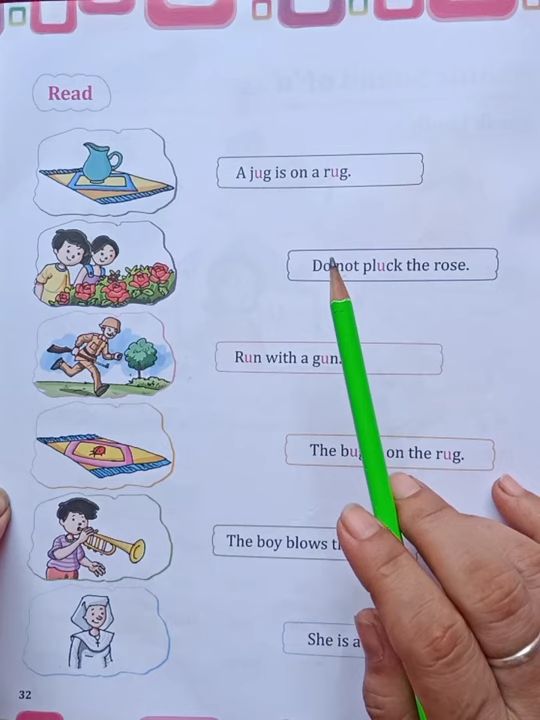 Read
A jug is on a rug.
Do not pluck the rose.
Run with a gun.
The bug on the rug.
The boy blows
She is a
32